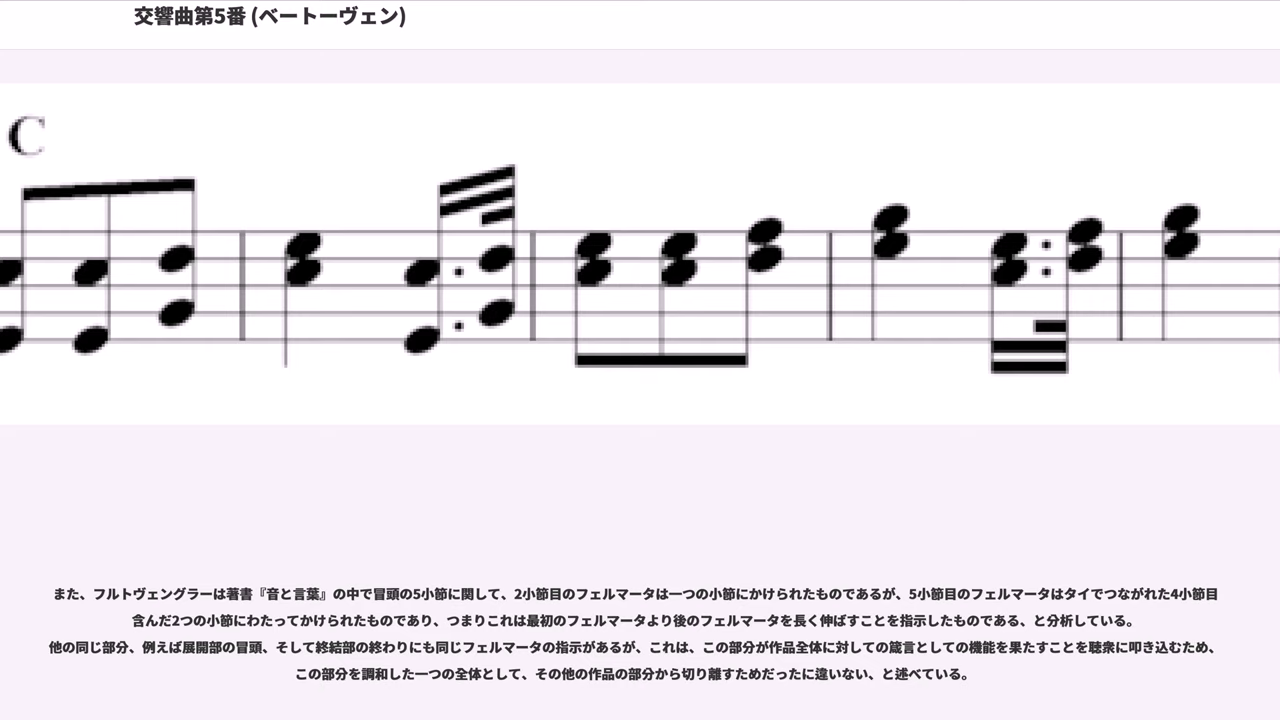 交響曲第5番 (ベートーヴェン)
C
また、フルトヴェングラーは著書『音と言葉』の中で冒頭の5小節に関して、2小節目のフェルマータは一つの小節にかけられたものであるが、5小節目のフェルマータはタイでつながれた4小節目
含んだ2つの小節にわたってかけられたものであり、つまりこれは最初のフェルマータより後のフェルマータを長く伸ばすことを指示したものである、と分析している。
他の同じ部分、例えば展開部の冒頭、そして終結部の終わりにも同じフェルマータの指示があるが、これは、この部分が作品全体に対しての箴言としての機能を果たすことを聴衆に叩き込むため、
この部分を調和した一つの全体として、その他の作品の部分から切り離すためだったに違いない、と述べている。